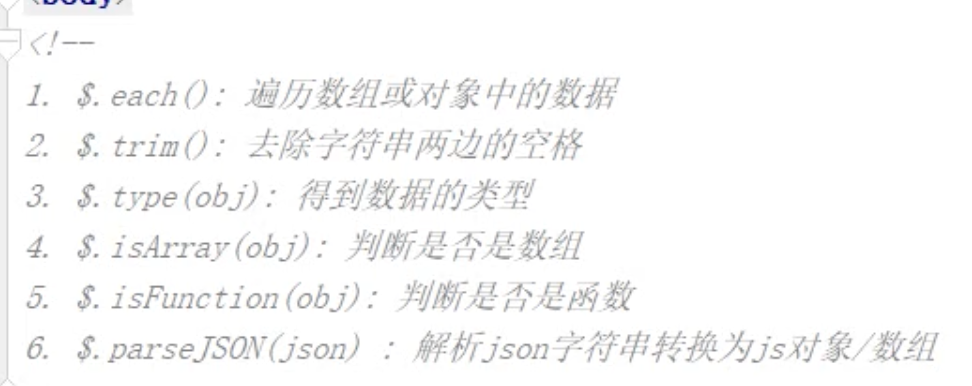 <body>
<!--
1. $.each(): 遍历数组或对象中的数据
2. $.trim(): 去除字符串两边的空格
3. $.type(obj): 得到数据的类型
4. $.isArray(obj): 判断是否是数组
5. $.isFunction(obj): 判断是否是函数
6. $.parseJSON(json) : 解析json字符串转换为js对象/数组